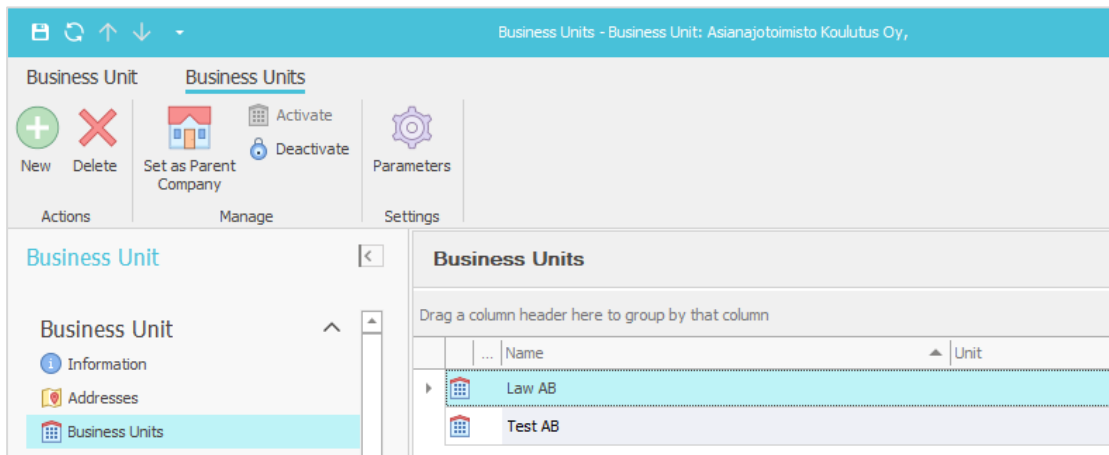 Business Units - Business Unit: Asianajotoimisto Koulutus Oy,
Business Unit Business Units
New Delete Set as Parent Company Activate Deactivate Parameters
Actions Manage Settings
Business Unit
Business Units
Drag a column header here to group by that column
Business Unit
... Name Unit
Information
Law AB
Addresses
Test AB
Business Units